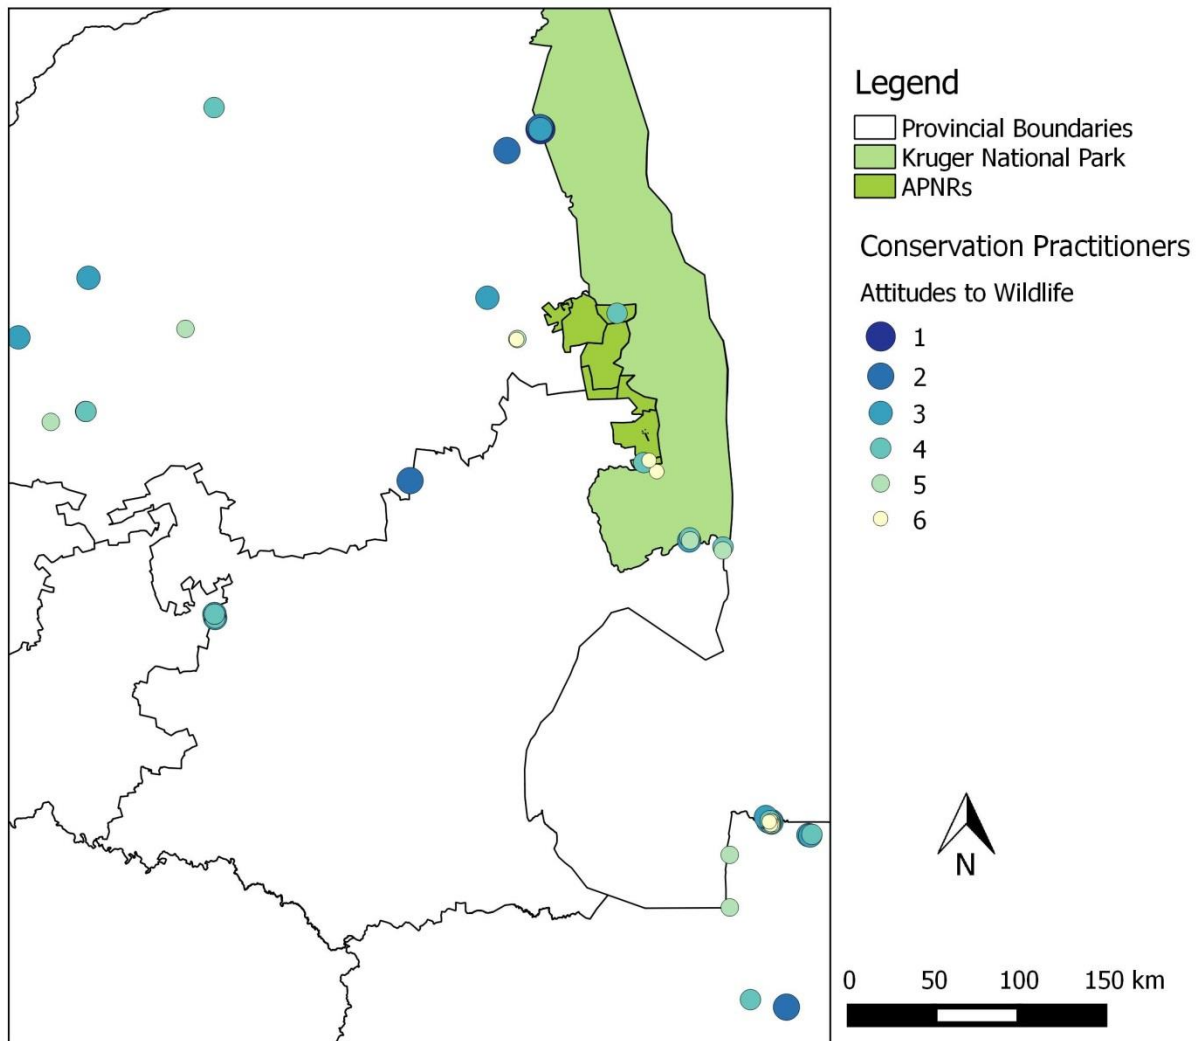 Legend
Provincial Boundaries
Kruger National Park
APNRs
Conservation Practitioners
Attitudes to Wildlife
1
2
3
4
5
6
N
0 50 100 150 km